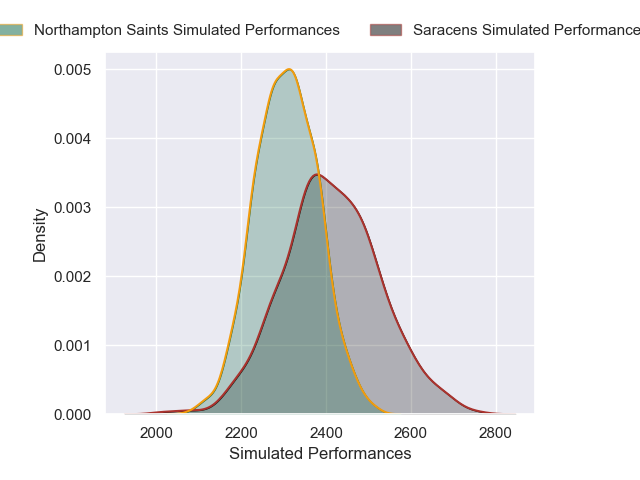 Northampton Saints Simulated Performances Saracens Simulated Performance
0.005
0.004
0.003
0.002
0.001
0.000
Density
2000 2200 2400 2600 2800
Simulated Performances